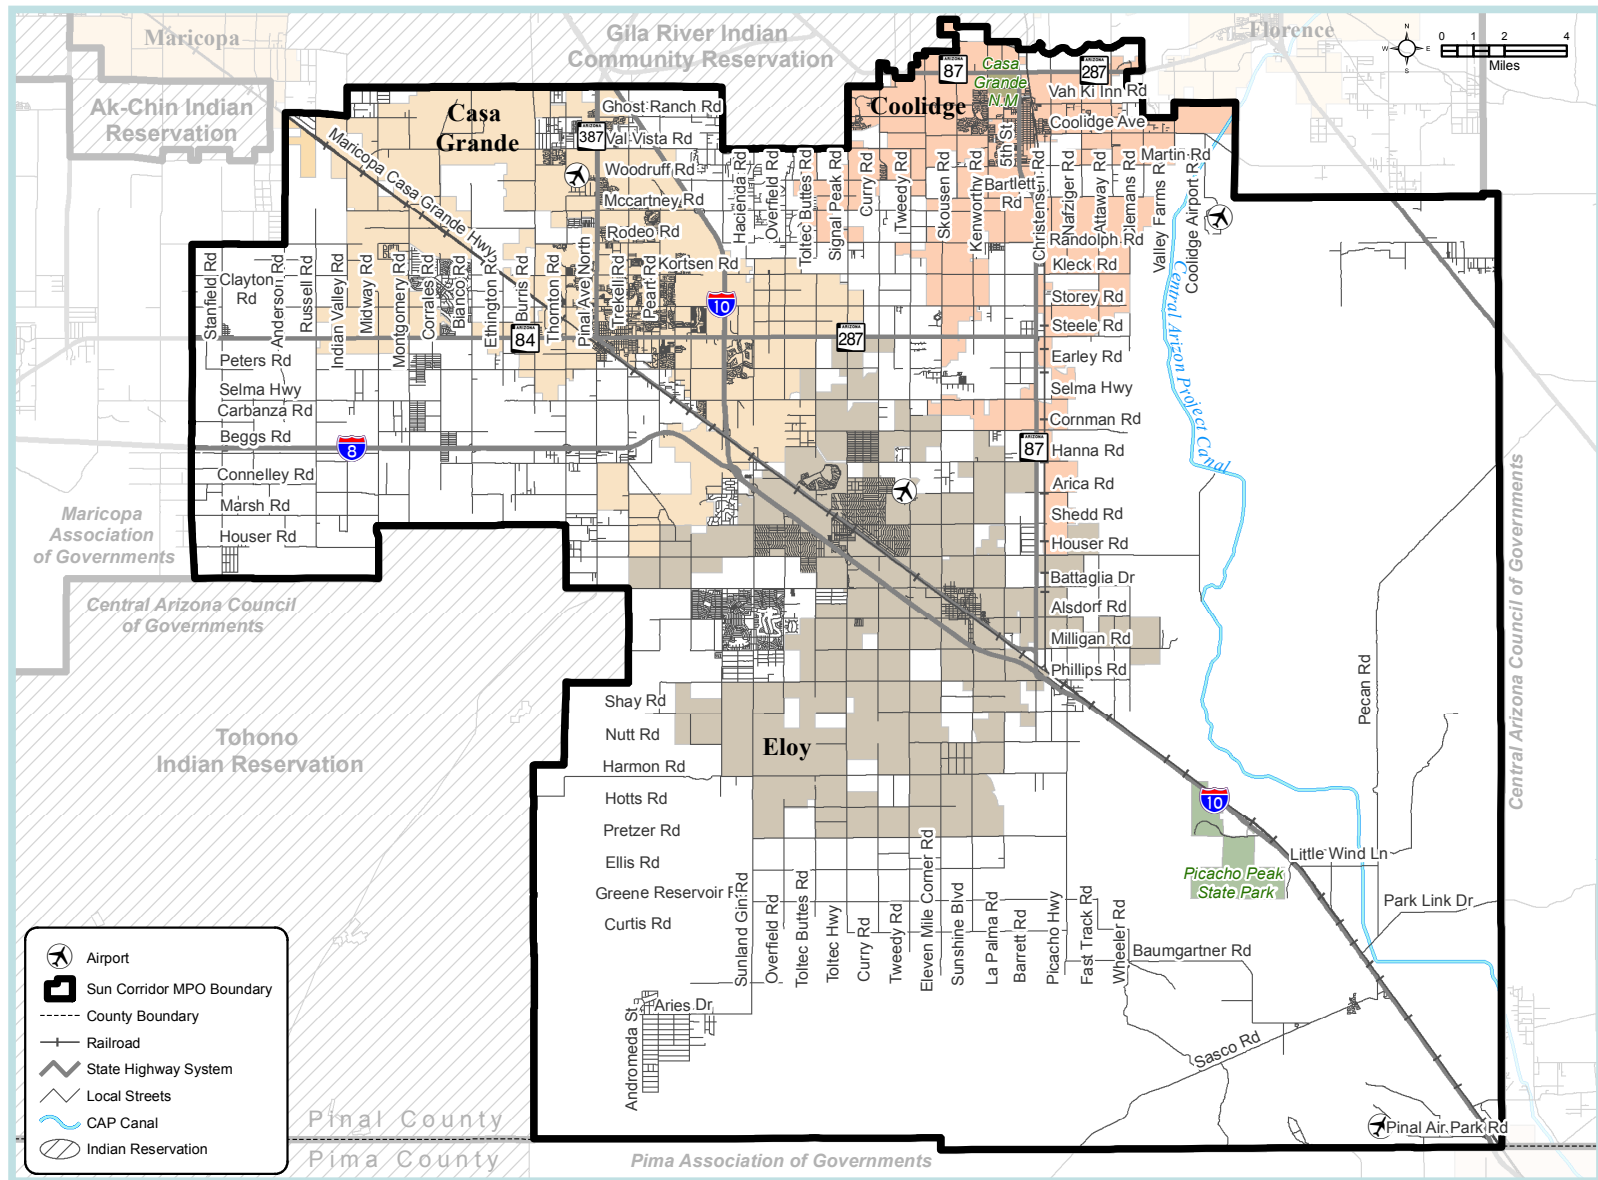 Maricopa
Gila River Indian
Community Reservation
Florence
N
W
E
S
0
1
2
4
Miles
Ak-Chin Indian
Reservation
Casa
Grande
Coolidge
Casa
Grande
N M
ARIZONA
87
ARIZONA
287
Vah Ki Inn Rd
Coolidge Ave
Ghost Ranch Rd
ARIZONA
387
Val Vista Rd
Woodruff Rd
Mccartney Rd
Rodeo Rd
Kortsen Rd
Maricopa Casa Grande Hwy
Hacienda Rd
Overfield Rd
Toltec Buttes Rd
Signal Peak Rd
Curry Rd
Tweedy Rd
Skousen Rd
Kenworthy Rd
5th St
Bartlett
Rd
Christensen Rd
Nafziger Rd
Attaway Rd
Clemans Rd
Martin Rd
Valley Farms Rd
Coolidge Airport Rd
Randolph Rd
Kleck Rd
Storey Rd
Steele Rd
Earley Rd
Selma Hwy
Cornman Rd
ARIZONA
87
Hanna Rd
Arica Rd
Shedd Rd
Houser Rd
Battaglia Dr
Alsdorf Rd
Milligan Rd
Phillips Rd
Central Arizon Project Canal
Stanfield Rd
Clayton
Rd
Anderson Rd
Russell Rd
Indian Valley Rd
Midway Rd
Montgomery Rd
Corrales Rd
Bianco Rd
Ethington Rd
Burris Rd
Thornton Rd
Pinal Ave North
Trekell Rd
Peart Rd
10
ARIZONA
84
ARIZONA
287
Peters Rd
Selma Hwy
Carbanza Rd
Beggs Rd
8
Connelley Rd
Marsh Rd
Houser Rd
Maricopa
Association
of Governments
Central Arizona Council
of Governments
Central Arizona Council of Governments
Tohono
Indian Reservation
Shay Rd
Nutt Rd
Harmon Rd
Hotts Rd
Pretzer Rd
Ellis Rd
Greene Reservoir R
Curtis Rd
Eloy
Pecan Rd
10
Little Wind Ln
Picacho Peak
State Park
Park Link Dr
Sunland Gin Rd
Overfield Rd
Toltec Buttes Rd
Toltec Hwy
Curry Rd
Tweedy Rd
Eleven Mile Corner Rd
Sunshine Blvd
La Palma Rd
Barrett Rd
Picacho Hwy
Fast Track Rd
Wheeler Rd
Baumgartner Rd
Aries Dr
Andromeda St
Sasco Rd
Pinal Air Park Rd
Airport
Sun Corridor MPO Boundary
County Boundary
Railroad
State Highway System
Local Streets
CAP Canal
Indian Reservation
Pinal County
Pima County
Pima Association of Governments